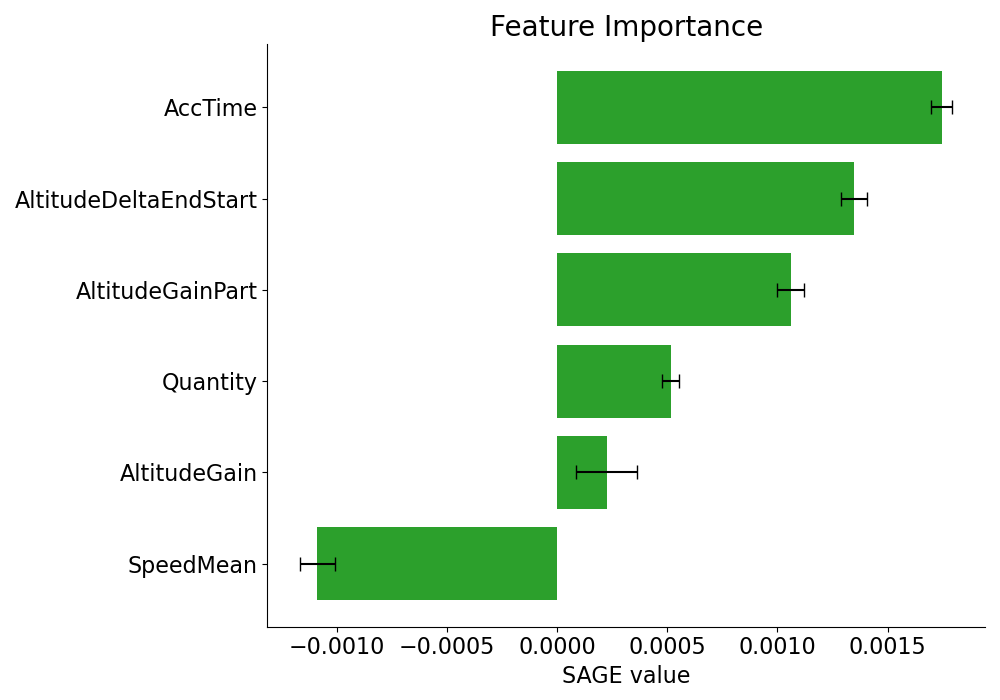 Feature Importance
AccTime
AltitudeDeltaEndStart
AltitudeGainPart
Quantity
AltitudeGain
SpeedMean
−0.0010 −0.0005 0.0000 0.0005 0.0010 0.0015
SAGE value